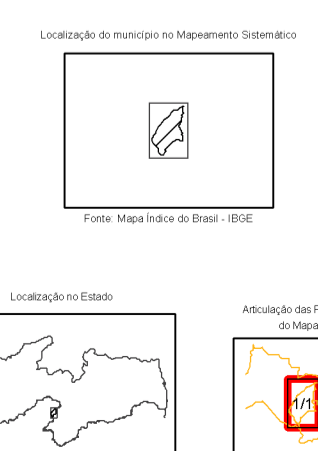 Localização do município no Mapeamento Sistemático
Fonte: Mapa Índice do Brasil - IBGE
Localização no Estado
Articulação das
do Mapa
1/1